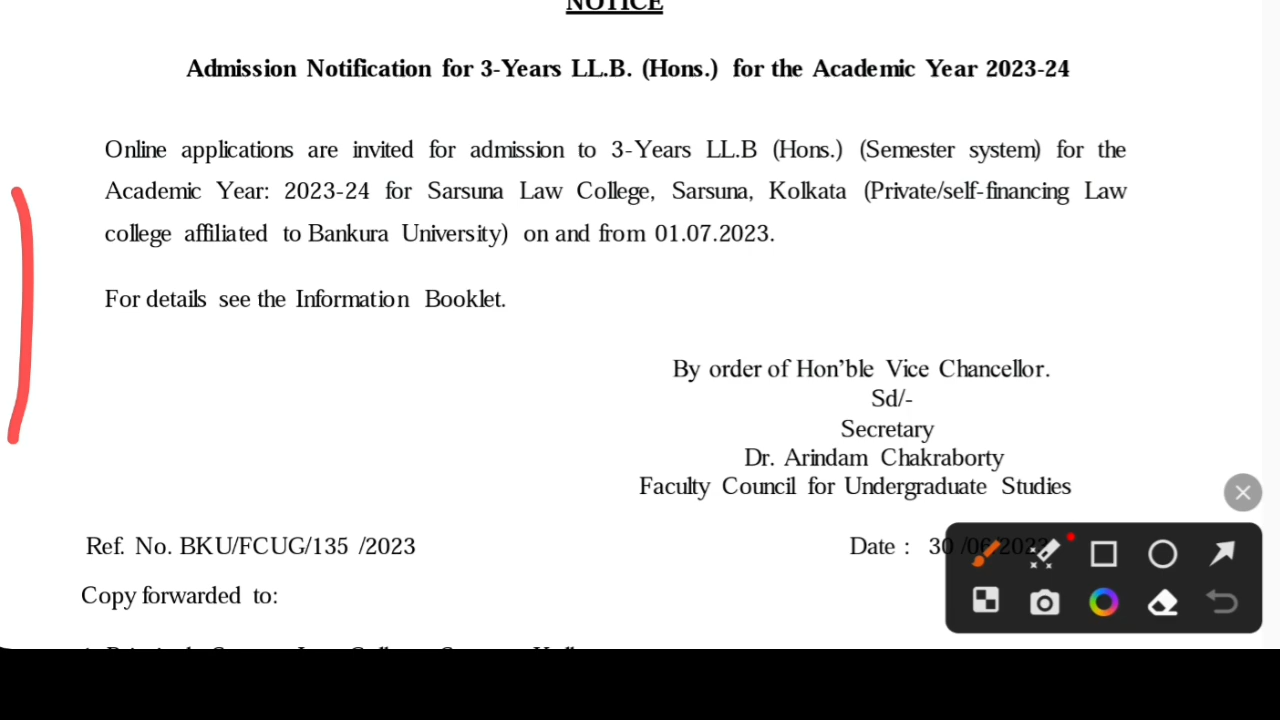 NOTICE
Admission Notification for 3-Years LL.B. (Hons.) for the Academic Year 2023-24
Online applications are invited for admission to 3-Years LL.B (Hons.) (Semester system) for the
Academic Year: 2023-24 for Sarsuna Law College, Sarsuna, Kolkata (Private/self-financing Law
college affiliated to Bankura University) on and from 01.07.2023.
For details see the Information Booklet.
By order of Hon’ble Vice Chancellor.
Sd/-
Secretary
Dr. Arindam Chakraborty
Faculty Council for Undergraduate Studies
Ref. No. BKU/FCUG/135 /2023
Date : 30 /06/2023
Copy forwarded to: